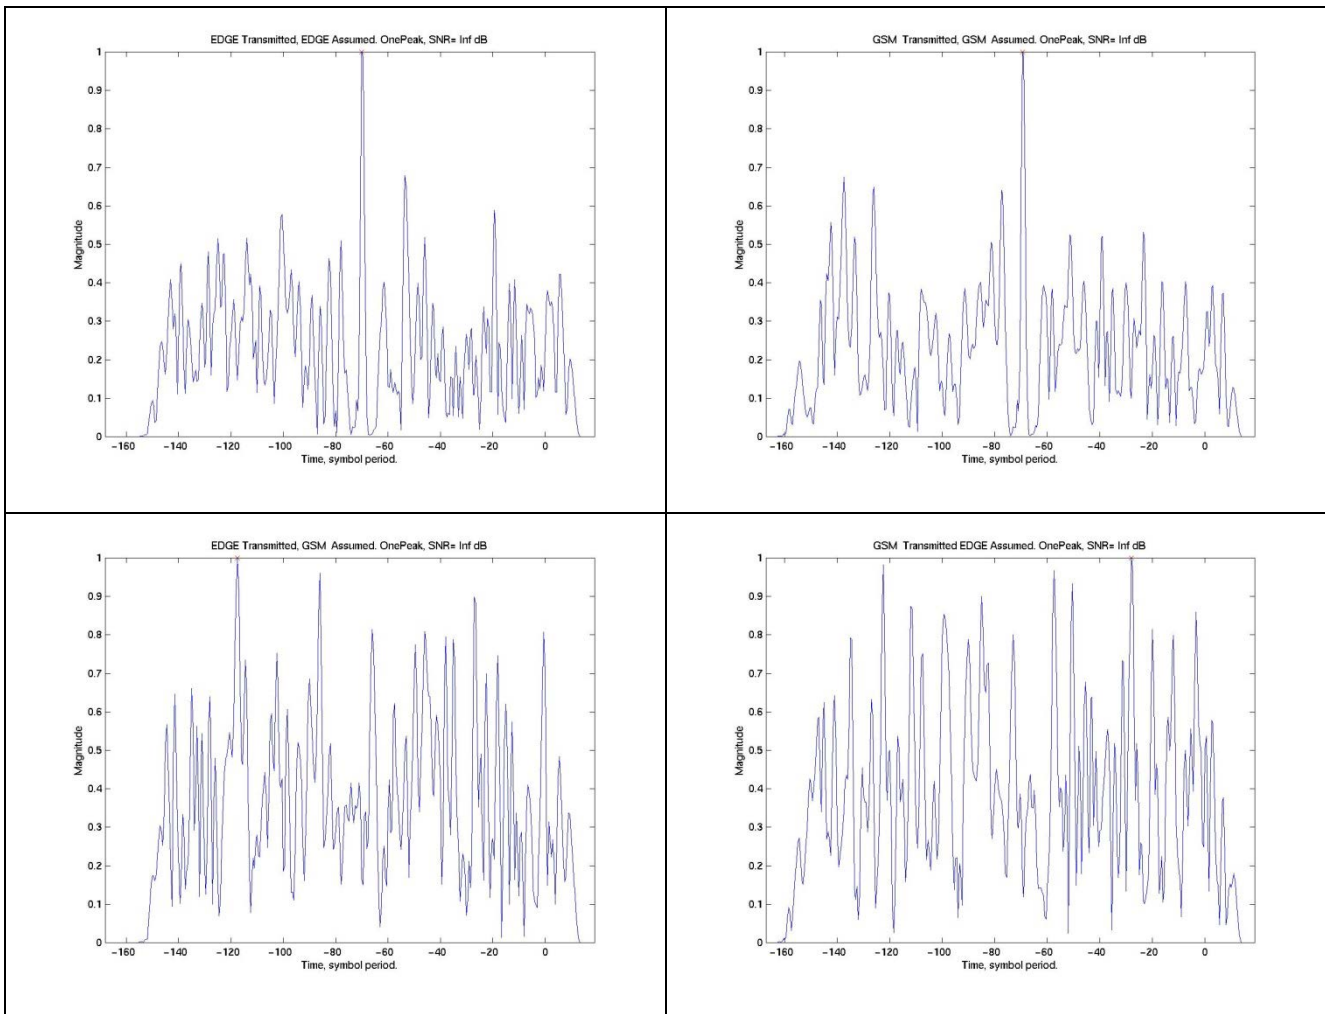 EDGE Transmitted, EDGE Assumed. OnePeak, SNR= Inf dB
1
0.9
0.8
0.7
0.6
0.5
0.4
0.3
0.2
0.1
0
Magnitude
−160 −140 −120 −100 −80 −60 −40 −20 0
Time, symbol period.
GSM Transmitted, GSM Assumed. OnePeak, SNR= Inf dB
1
0.9
0.8
0.7
0.6
0.5
0.4
0.3
0.2
0.1
0
Magnitude
−160 −140 −120 −100 −80 −60 −40 −20 0
Time, symbol period.
EDGE Transmitted, GSM Assumed. OnePeak, SNR= Inf dB
1
0.9
0.8
0.7
0.6
0.5
0.4
0.3
0.2
0.1
0
Magnitude
−160 −140 −120 −100 −80 −60 −40 −20 0
Time, symbol period.
GSM Transmitted EDGE Assumed. OnePeak, SNR= Inf dB
1
0.9
0.8
0.7
0.6
0.5
0.4
0.3
0.2
0.1
0
Magnitude
−160 −140 −120 −100 −80 −60 −40 −20 0
Time, symbol period.